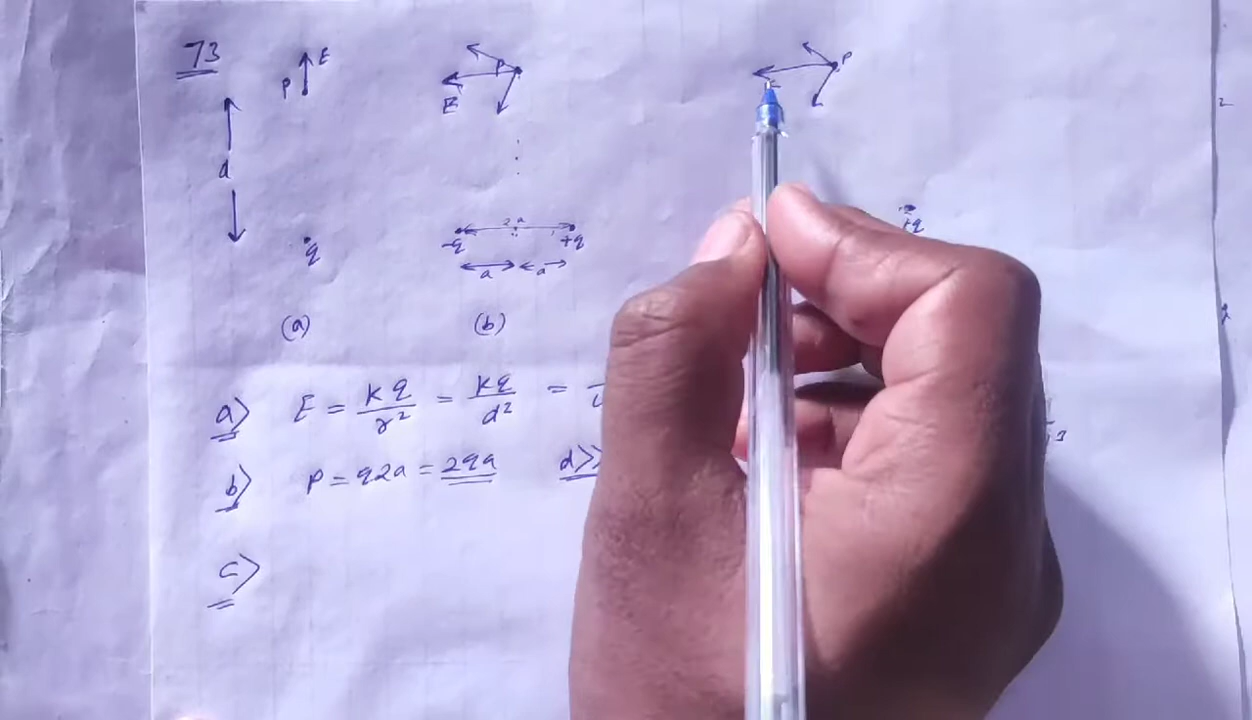 73
P E
P
E
P
d
2a
q
-q
+q
+q
a
a
(a)
(b)
a> E = kq/r² = kq/d² =
b> P = q2a = 2qa d>>
c>